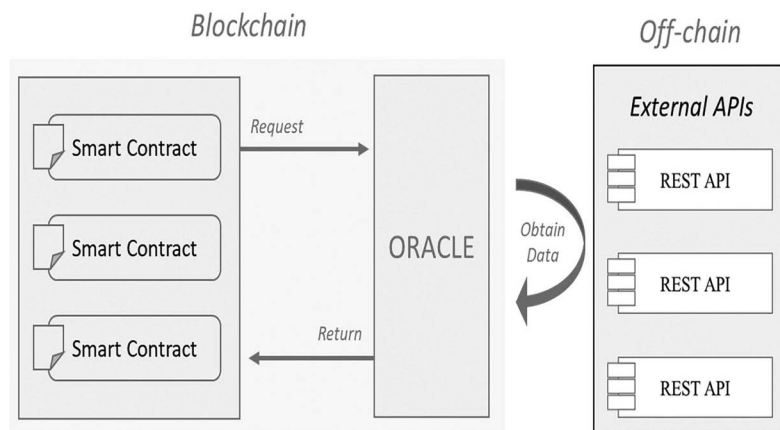 Blockchain
Off-chain
Smart Contract
Smart Contract
Smart Contract
Request
Return
ORACLE
Obtain
Data
External APIs
REST API
REST API
REST API